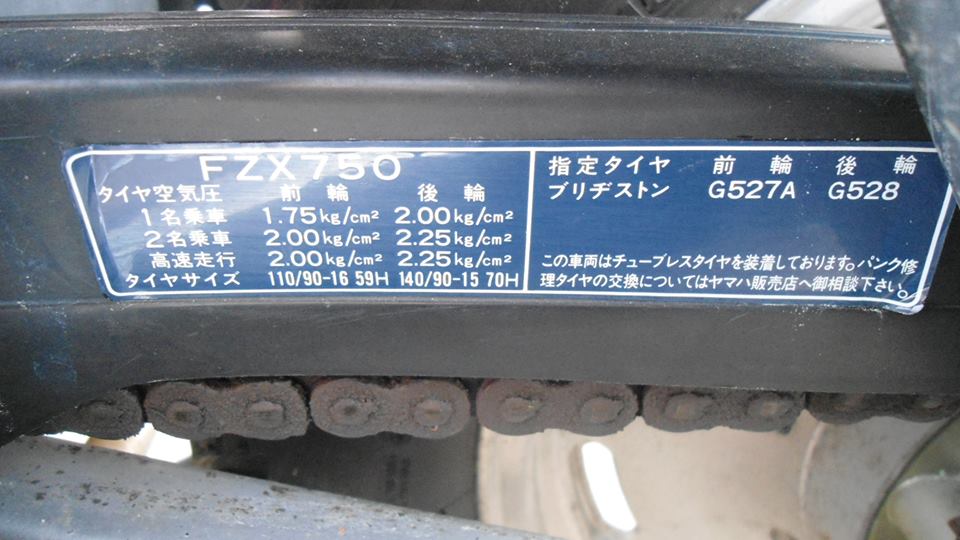 FZX750
タイヤ空気圧 前輪 後輪
1名乗車 1.75kg/cm² 2.00kg/cm²
2名乗車 2.00kg/cm² 2.25kg/cm²
高速走行 2.00kg/cm² 2.25kg/cm²
タイヤサイズ 110/90-16 59H 140/90-15 70H
指定タイヤ 前輪 後輪
ブリヂストン G527A G528
この車両はチューブレスタイヤを装着しております。パンク修
理タイヤの交換についてはヤマハ販売店へ御相談下さい。